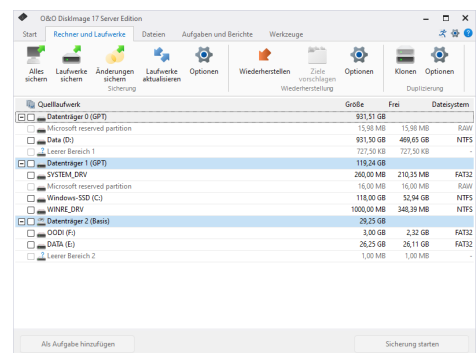 O&O DiskImage 17 Server Edition
Start Rechner und Laufwerke Dateien Aufgaben und Berichte Werkzeuge
Alles sichern Laufwerke sichern Änderungen sichern Laufwerke aktualisieren Optionen Wiederherstellen Ziele vorschlagen Optionen Klonen Optionen
Sicherung Wiederherstellung Duplizierung
Quelllaufwerk Größe Frei Dateisystem
Datenträger 0 (GPT) 931,51 GB
Microsoft reserved partition 15,98 MB 15,98 MB RAW
Data (D:) 931,50 GB 469,65 GB NTFS
Leerer Bereich 1 727,50 KB 727,50 KB -
Datenträger 1 (GPT) 119,24 GB
SYSTEM_DRV 260,00 MB 210,35 MB FAT32
Microsoft reserved partition 16,00 MB 16,00 MB RAW
Windows-SSD (C:) 118,00 GB 52,94 GB NTFS
WINRE_DRV 1000,00 MB 348,39 MB NTFS
Datenträger 2 (Basis) 29,25 GB
OODI (F:) 3,00 GB 2,32 GB FAT32
DATA (E:) 26,25 GB 26,11 GB FAT32
Leerer Bereich 2 1,00 MB 1,00 MB -
Als Aufgabe hinzufügen Sicherung starten